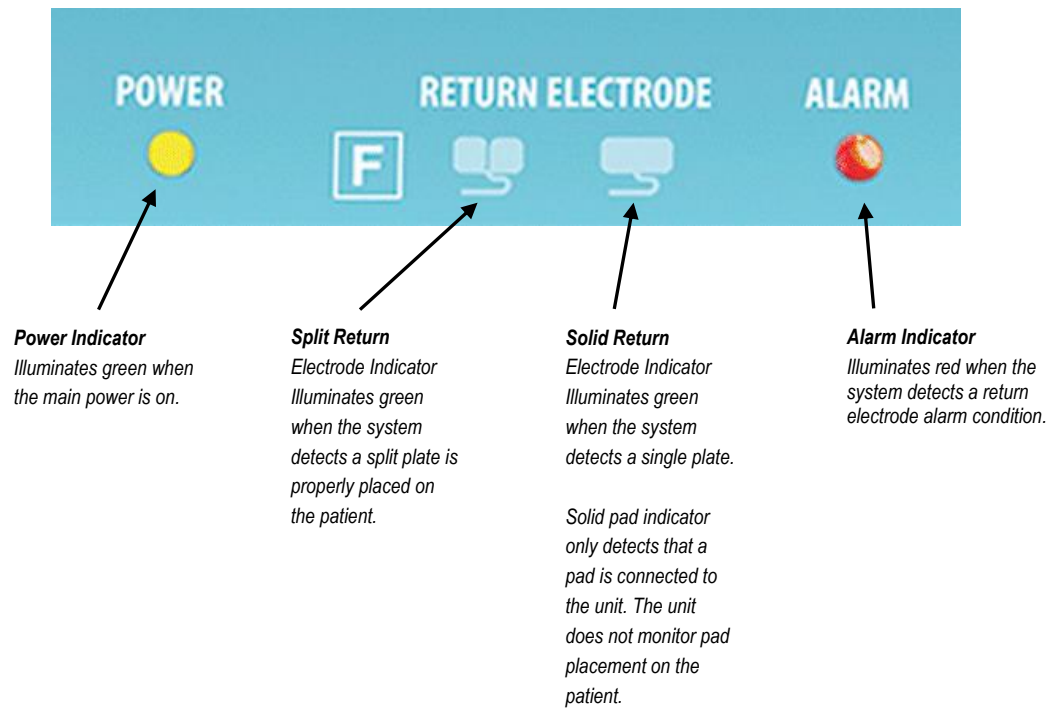 POWER
RETURN ELECTRODE
ALARM
F
Power Indicator
Illuminates green when
the main power is on.
Split Return
Electrode Indicator
Illuminates green
when the system
detects a split plate is
properly placed on
the patient.
Solid Return
Electrode Indicator
Illuminates green
when the system
detects a single plate.
Solid pad indicator
only detects that a
pad is connected to
the unit. The unit
does not monitor pad
placement on the
patient.
Alarm Indicator
Illuminates red when the
system detects a return
electrode alarm condition.